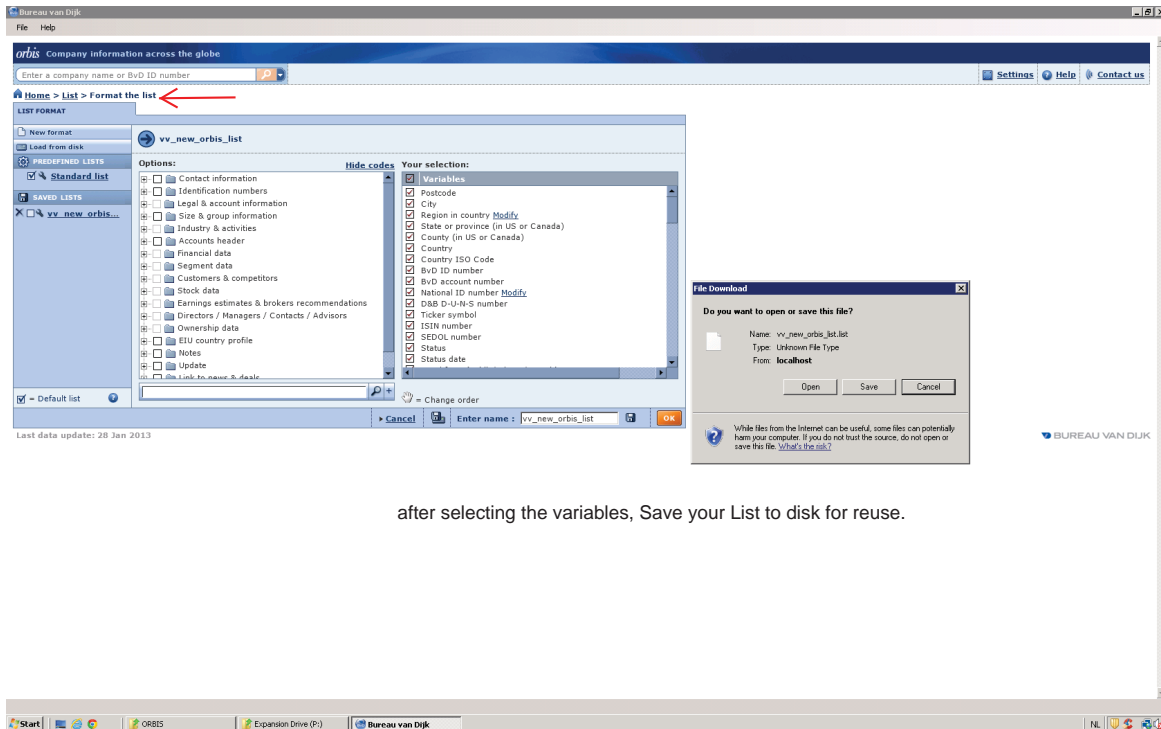 Bureau van Dijk
File Help
orbis Company information across the globe
Enter a company name or BvD ID number
Settings Help Contact us
Home > List > Format the list
LIST FORMAT
New format
Load from disk
PREDEFINED LISTS
Standard list
SAVED LISTS
vv_new_orbis...
vv_new_orbis_list
Options: Hide codes
Contact information
Identification numbers
Legal & account information
Size & group information
Industry & activities
Accounts header
Financial data
Segment data
Customers & competitors
Stock data
Earnings estimates & brokers recommendations
Directors / Managers / Contacts / Advisors
Ownership data
EIU country profile
Notes
Update
Link to news & deals
Your selection:
Variables
Postcode
City
Region in country Modify
State or province (in US or Canada)
County (in US or Canada)
Country
Country ISO Code
BvD ID number
BvD account number
National ID number Modify
D&B D-U-N-S number
Ticker symbol
ISIN number
SEDOL number
Status
Status date
= Default list
= Change order
Cancel Enter name : vv_new_orbis_list OK
Last data update: 28 Jan 2013
File Download
Do you want to open or save this file?
Name: vv_new_orbis_list.list
Type: Unknown File Type
From: localhost
Open Save Cancel
While files from the Internet can be useful, some files can potentially
harm your computer. If you do not trust the source, do not open or
save this file. What's the risk?
BUREAU VAN DIJK
after selecting the variables, Save your List to disk for reuse.
Start ORBIS Expansion Drive (P:) Bureau van Dijk NL